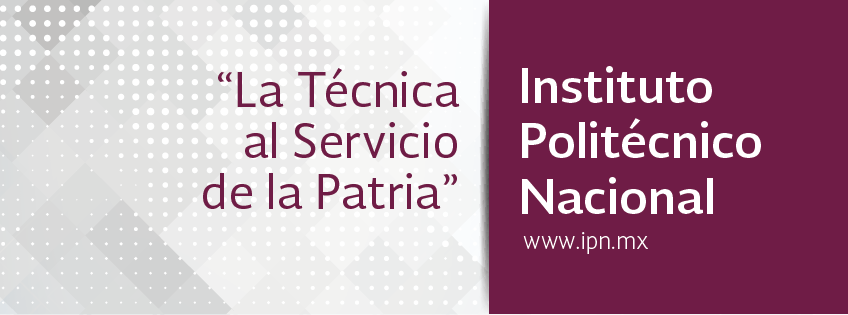 “La Técnica
al Servicio
de la Patria”
Instituto
Politécnico
Nacional
www.ipn.mx